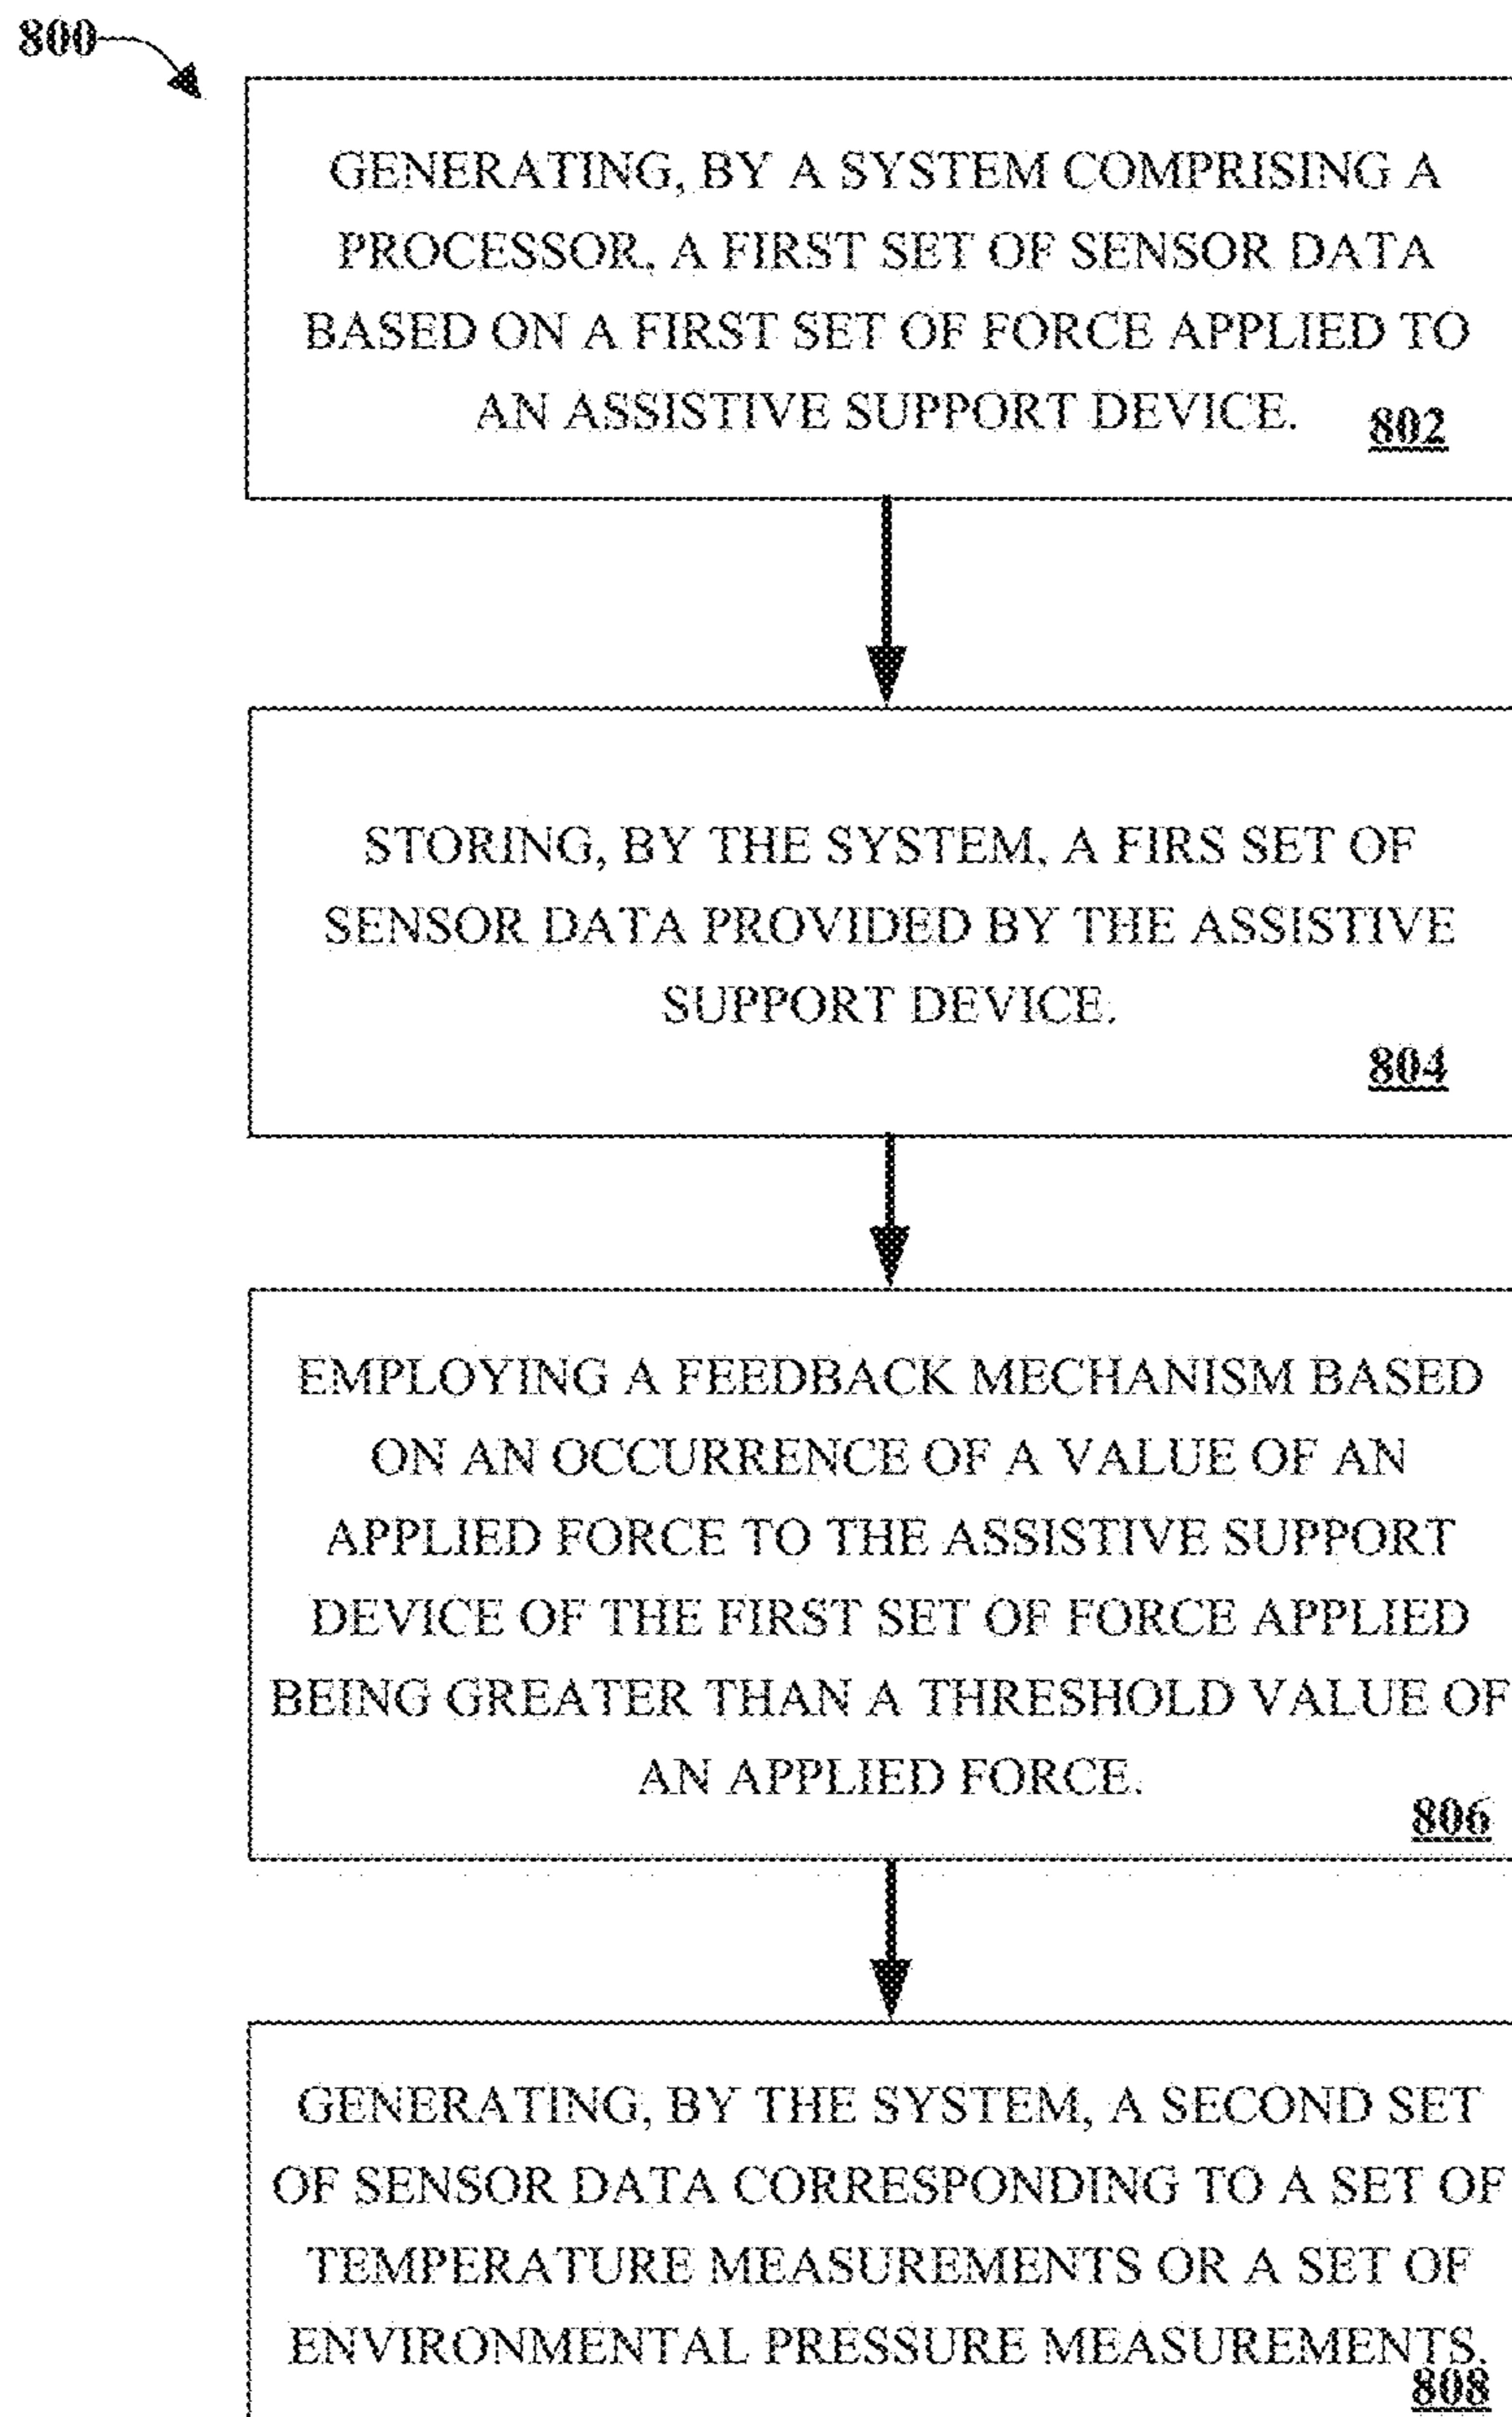 800
GENERATING, BY A SYSTEM COMPRISING A
PROCESSOR, A FIRST SET OF SENSOR DATA
BASED ON A FIRST SET OF FORCE APPLIED TO
AN ASSISTIVE SUPPORT DEVICE.
802
STORING, BY THE SYSTEM, A FIRS SET OF
SENSOR DATA PROVIDED BY THE ASSISTIVE
SUPPORT DEVICE.
804
EMPLOYING A FEEDBACK MECHANISM BASED
ON AN OCCURRENCE OF A VALUE OF AN
APPLIED FORCE TO THE ASSISTIVE SUPPORT
DEVICE OF THE FIRST SET OF FORCE APPLIED
BEING GREATER THAN A THRESHOLD VALUE OF
AN APPLIED FORCE.
806
GENERATING, BY THE SYSTEM, A SECOND SET
OF SENSOR DATA CORRESPONDING TO A SET OF
TEMPERATURE MEASUREMENTS OR A SET OF
ENVIRONMENTAL PRESSURE MEASUREMENTS.
808